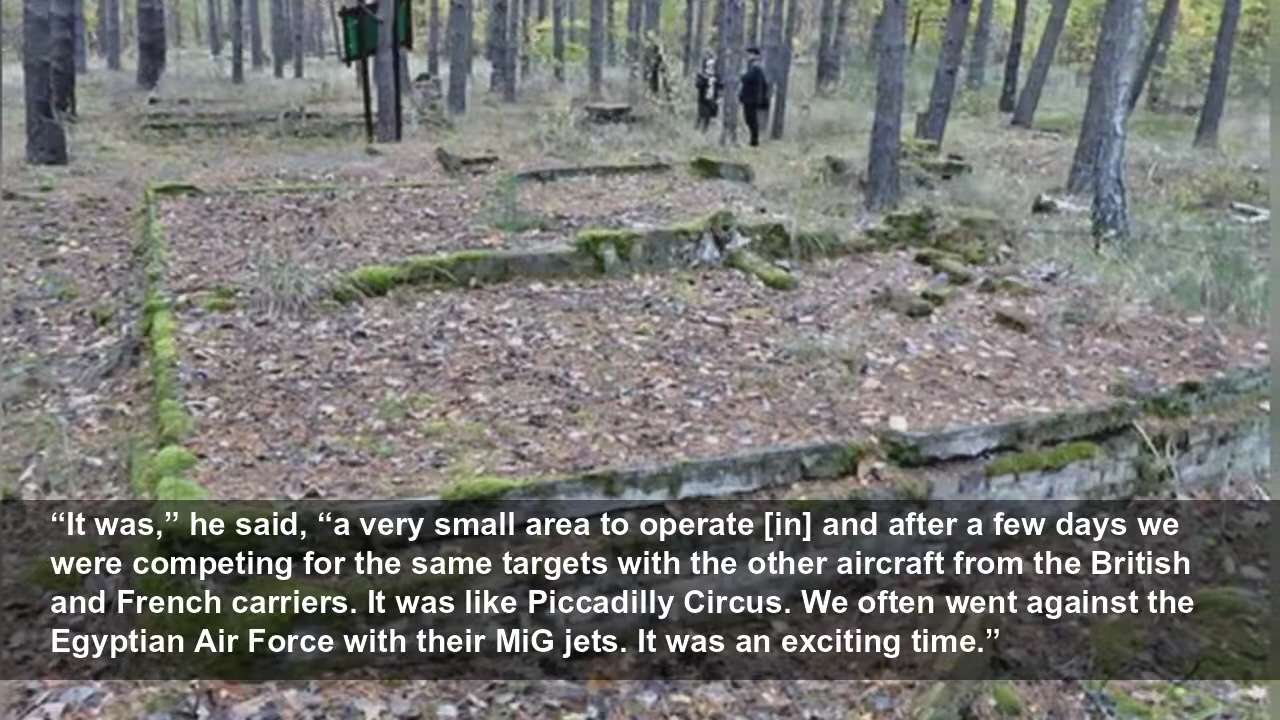 “It was,” he said, “a very small area to operate [in] and after a few days we
were competing for the same targets with the other aircraft from the British
and French carriers. It was like Piccadilly Circus. We often went against the
Egyptian Air Force with their MiG jets. It was an exciting time.”